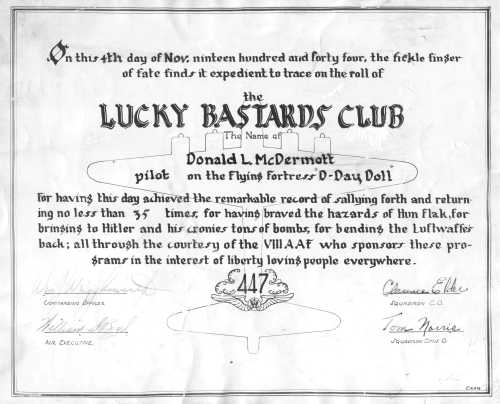 On this 4th day of Nov. nineteen hundred and forty four, the fickle finger
of fate finds it expedient to trace on the roll of
the
LUCKY BASTARDS CLUB
The Name of
Donald L. McDermott
pilot on the Flying Fortress "D-Day Doll"
for having this day achieved the remarkable record of sallying forth and return-
ing no less than 35 times, for having braved the hazards of Hun Flak, for
bringing to Hitler and his cronies tons of bombs, for bending the Luftwaffes
back; all through the courtesy of the VIII A.A.F. who sponsors these pro-
grams in the interest of liberty loving people everywhere.
447
COMMANDING OFFICER
SQUADRON C.O.
Tom Norris
AIR EXECUTIVE
SQUADRON OPNS O.